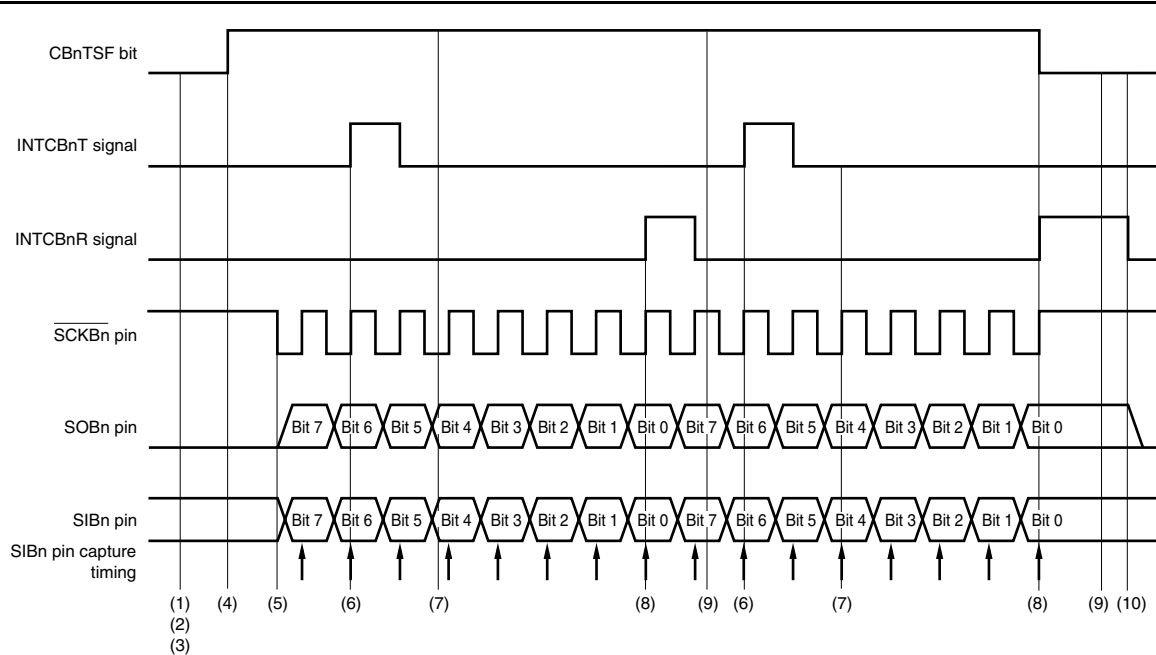 CBnTSF bit
INTCBnT signal
INTCBnR signal
SCKBn pin
SOBn pin
Bit 7 Bit 6 Bit 5 Bit 4 Bit 3 Bit 2 Bit 1 Bit 0 Bit 7 Bit 6 Bit 5 Bit 4 Bit 3 Bit 2 Bit 1 Bit 0
SIBn pin
Bit 7 Bit 6 Bit 5 Bit 4 Bit 3 Bit 2 Bit 1 Bit 0 Bit 7 Bit 6 Bit 5 Bit 4 Bit 3 Bit 2 Bit 1 Bit 0
SIBn pin capture
timing
(1) (4) (5) (6) (7) (8) (9) (6) (7) (8) (9) (10)
(2)
(3)